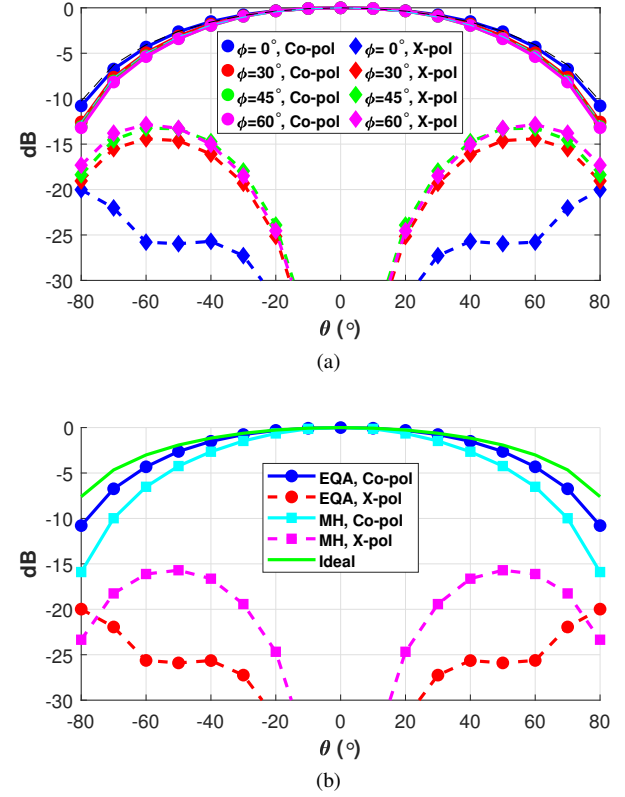 0
-5
-10
-15
-20
-25
-30
dB
ϕ= 0°, Co-pol
ϕ= 0°, X-pol
ϕ=30°, Co-pol
ϕ=30°, X-pol
ϕ=45°, Co-pol
ϕ=45°, X-pol
ϕ=60°, Co-pol
ϕ=60°, X-pol
-80 -60 -40 -20 0 20 40 60 80
θ (°)
(a)
0
-5
-10
-15
-20
-25
-30
dB
EQA, Co-pol
EQA, X-pol
MH, Co-pol
MH, X-pol
Ideal
-80 -60 -40 -20 0 20 40 60 80
θ (°)
(b)